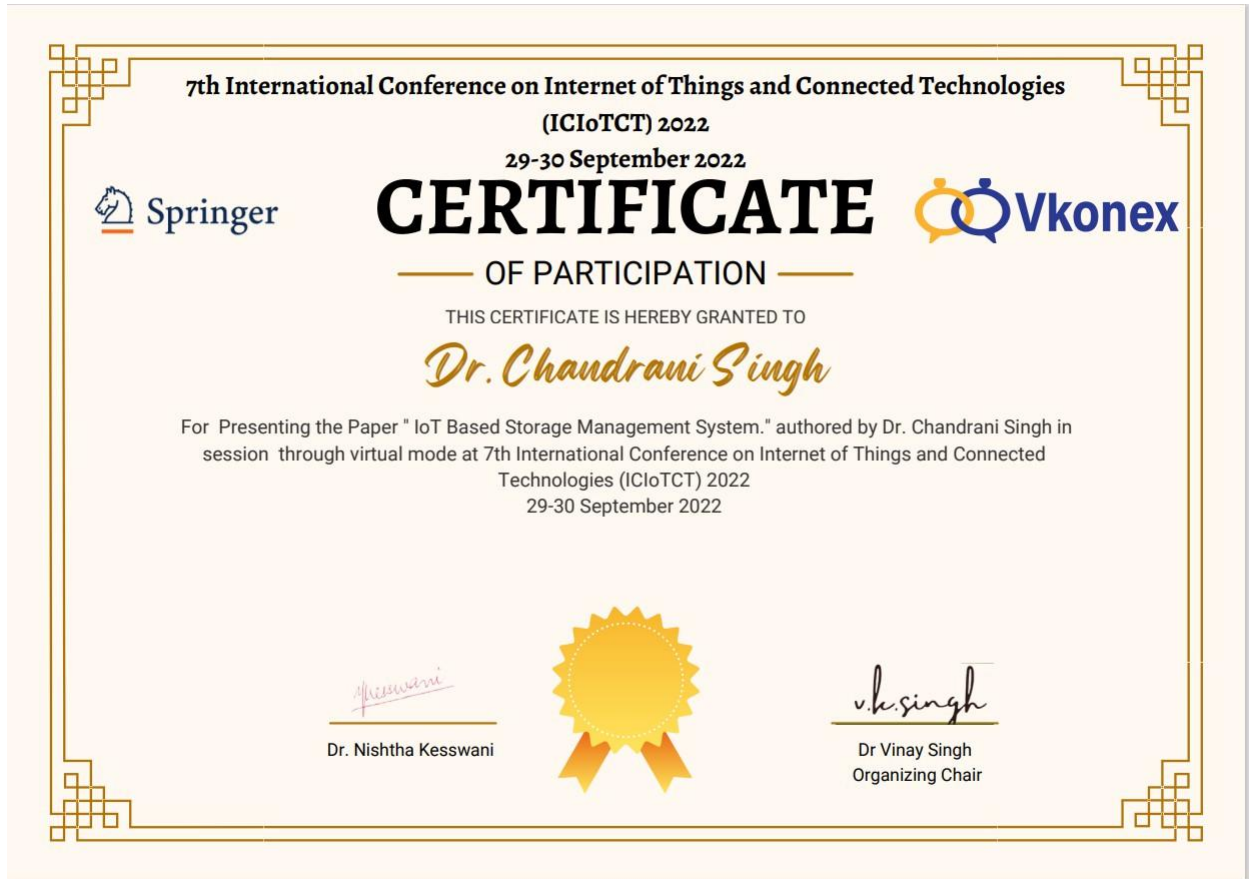 7th International Conference on Internet of Things and Connected Technologies
(ICIoTCT) 2022
29-30 September 2022
Springer
CERTIFICATE
Vkonex
OF PARTICIPATION
THIS CERTIFICATE IS HEREBY GRANTED TO
Dr. Chandrani Singh
For Presenting the Paper " IoT Based Storage Management System." authored by Dr. Chandrani Singh in
session through virtual mode at 7th International Conference on Internet of Things and Connected
Technologies (ICIoTCT) 2022
29-30 September 2022
v.k.singh
Dr. Nishtha Kesswani
Dr Vinay Singh
Organizing Chair